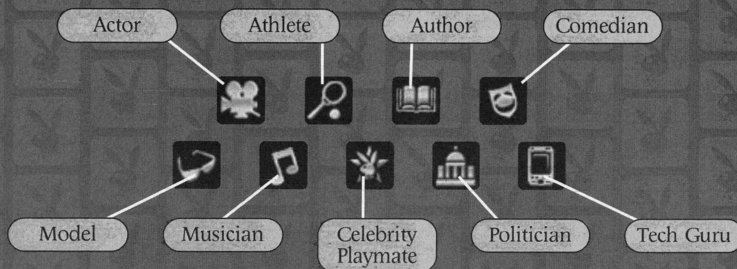 Actor
Athlete
Author
Comedian
Model
Musician
Celebrity
Playmate
Politician
Tech Guru